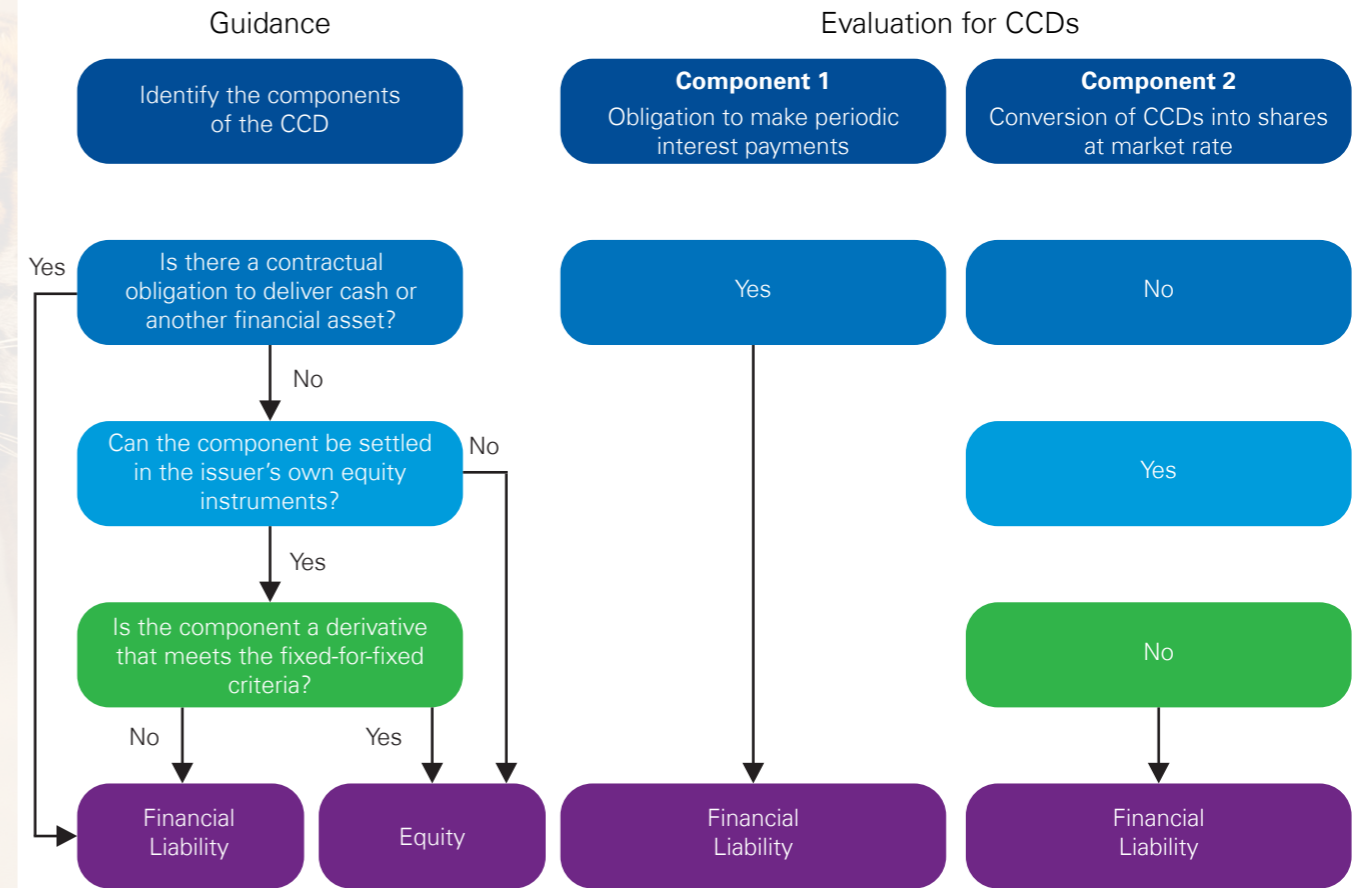 Guidance
Evaluation for CCDs
Identify the components
of the CCD
Component 1
Obligation to make periodic
interest payments
Component 2
Conversion of CCDs into shares
at market rate
Yes
Is there a contractual
obligation to deliver cash or
another financial asset?
Yes
No
No
Can the component be settled
in the issuer's own equity
instruments?
No
Yes
Yes
Is the component a derivative
that meets the fixed-for-fixed
criteria?
No
No
Yes
Financial
Liability
Equity
Financial
Liability
Financial
Liability